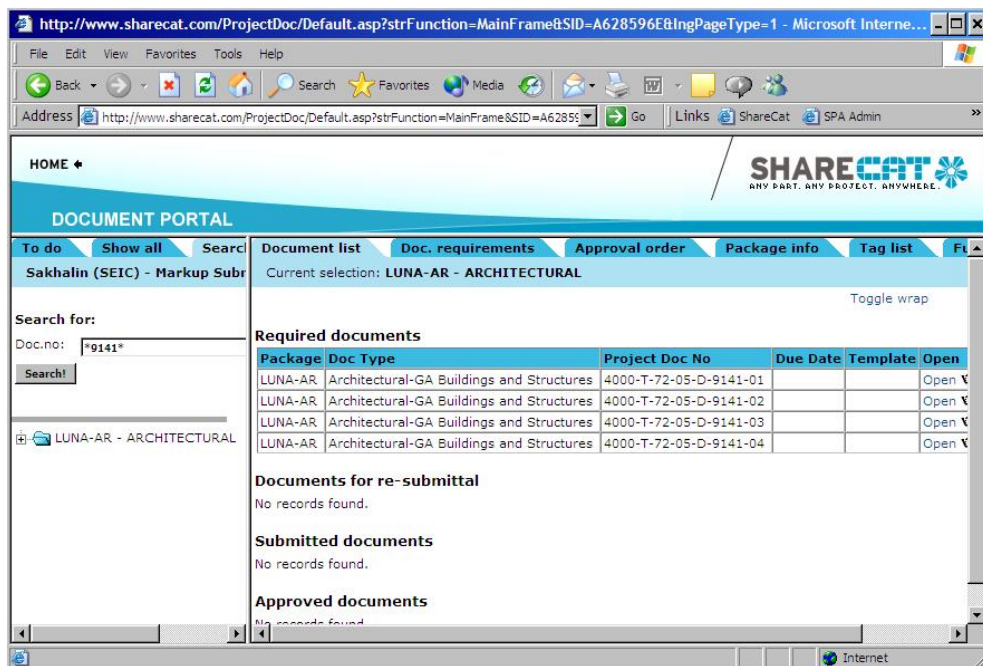 http://www.sharecat.com/ProjectDoc/Default.asp?strFunction=MainFrame&SID=A628596E&lngPageType=1 - Microsoft Interne...
File Edit View Favorites Tools Help
Back Search Favorites Media
Address http://www.sharecat.com/ProjectDoc/Default.asp?strFunction=MainFrame&SID=A62859 Go Links ShareCat SPA Admin »
HOME
SHARECAT
ANY PART. ANY PROJECT. ANYWHERE.
DOCUMENT PORTAL
To do Show all Search
Sakhalin (SEIC) - Markup Subr
Search for:
Doc.no: *9141*
Search!
LUNA-AR - ARCHITECTURAL
Document list Doc. requirements Approval order Package info Tag list Fu
Current selection: LUNA-AR - ARCHITECTURAL
Toggle wrap
Required documents
Package Doc Type Project Doc No Due Date Template Open
LUNA-AR Architectural-GA Buildings and Structures 4000-T-72-05-D-9141-01 Open
LUNA-AR Architectural-GA Buildings and Structures 4000-T-72-05-D-9141-02 Open
LUNA-AR Architectural-GA Buildings and Structures 4000-T-72-05-D-9141-03 Open
LUNA-AR Architectural-GA Buildings and Structures 4000-T-72-05-D-9141-04 Open
Documents for re-submittal
No records found.
Submitted documents
No records found.
Approved documents
No records found
Internet